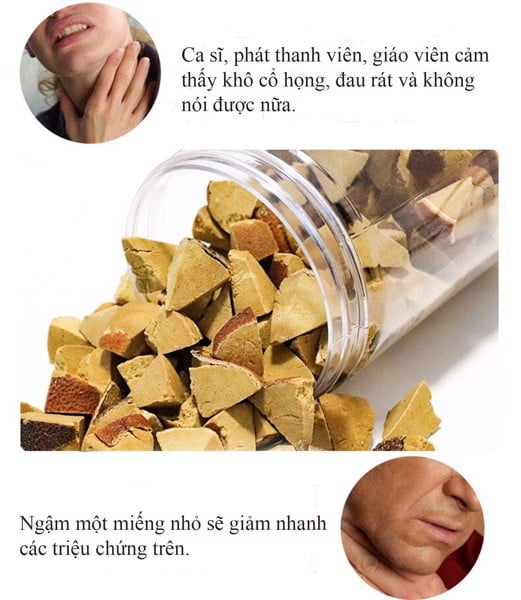 Ca sĩ, phát thanh viên, giáo viên cảm
thấy khô cổ họng, đau rát và không
nói được nữa.
Ngậm một miếng nhỏ sẽ giảm nhanh
các triệu chứng trên.